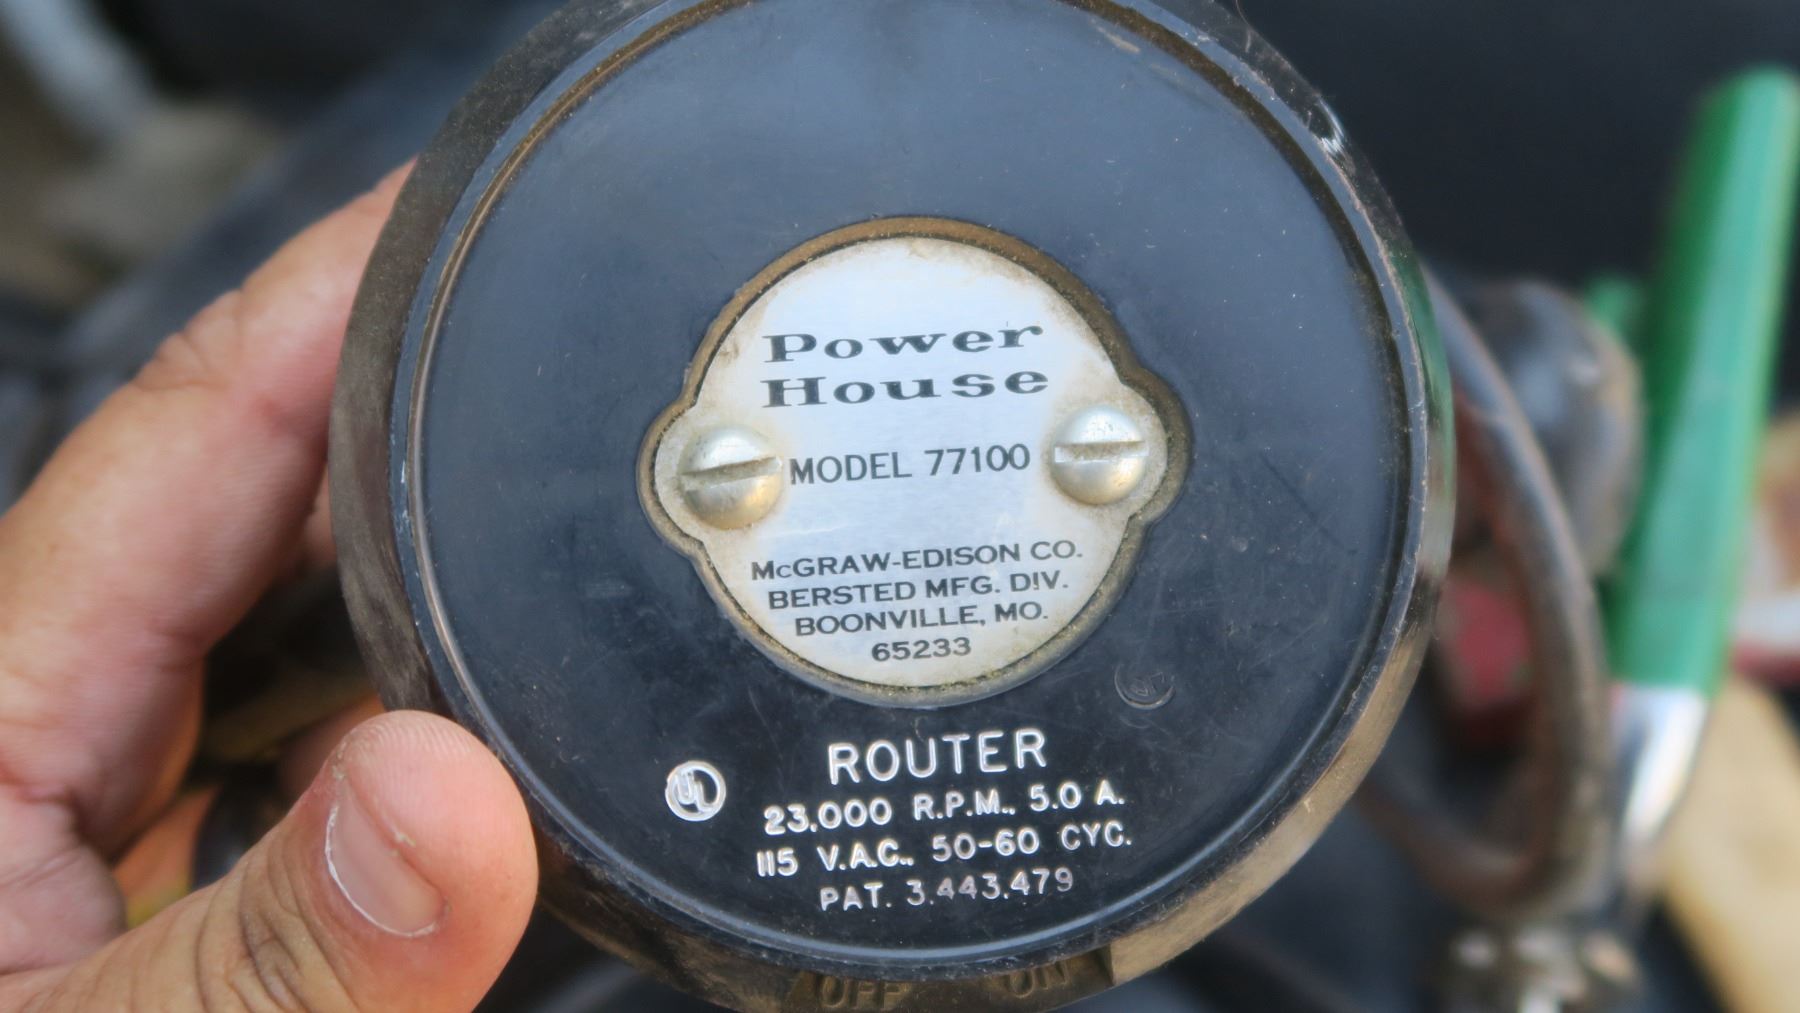 Power
House
MODEL 77100
McGRAW-EDISON CO.
BERSTED MFG. DIV.
BOONVILLE, MO.
65233
ROUTER
UL
23,000 R.P.M., 5.0 A.
115 V.A.C., 50-60 CYC.
PAT. 3,443,479
OFF ON